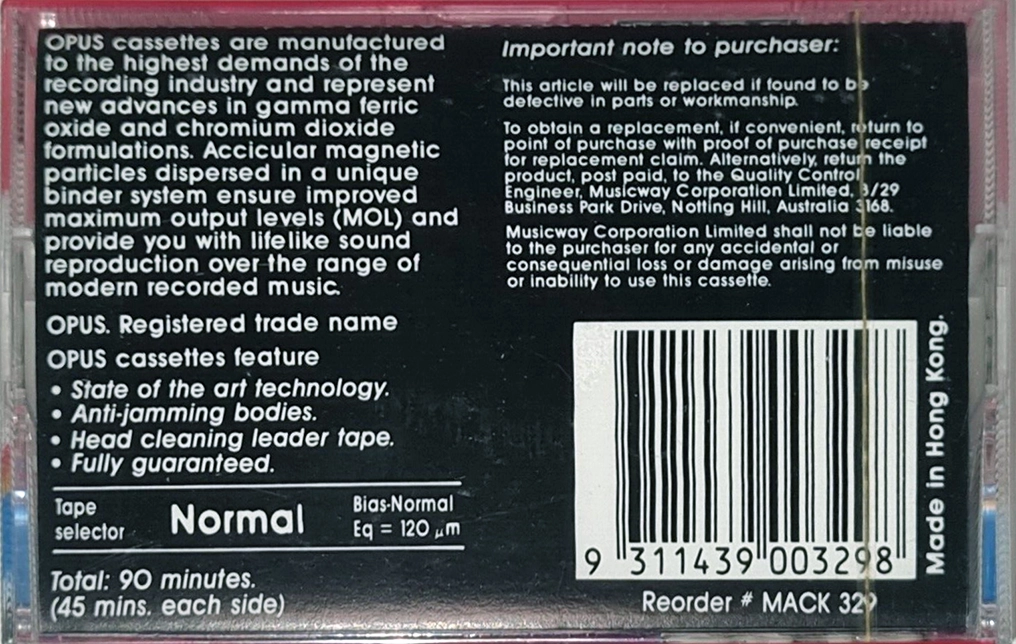 OPUS cassettes are manufactured
to the highest demands of the
recording industry and represent
new advances in gamma ferric
oxide and chromium dioxide
formulations. Accicular magnetic
particles dispersed in a unique
binder system ensure improved
maximum output levels (MOL) and
provide you with lifelike sound
reproduction over the range of
modern recorded music.
OPUS. Registered trade name
OPUS cassettes feature
• State of the art technology.
• Anti-jamming bodies.
• Head cleaning leader tape.
• Fully guaranteed.
Tape
selector
Normal
Bias-Normal
Eq = 120 μm
Total: 90 minutes.
(45 mins. each side)
Important note to purchaser:
This article will be replaced if found to be
defective in parts or workmanship.
To obtain a replacement, if convenient, return to
point of purchase with proof of purchase receipt
for replacement claim. Alternatively, return the
product, post paid, to the Quality Control
Engineer, Musicway Corporation Limited, 3/29
Business Park Drive, Notting Hill, Australia 3168.
Musicway Corporation Limited shall not be liable
to the purchaser for any accidental or
consequential loss or damage arising from misuse
or inability to use this cassette.
9 311439 003298
Reorder # MACK 329
Made in Hong Kong.